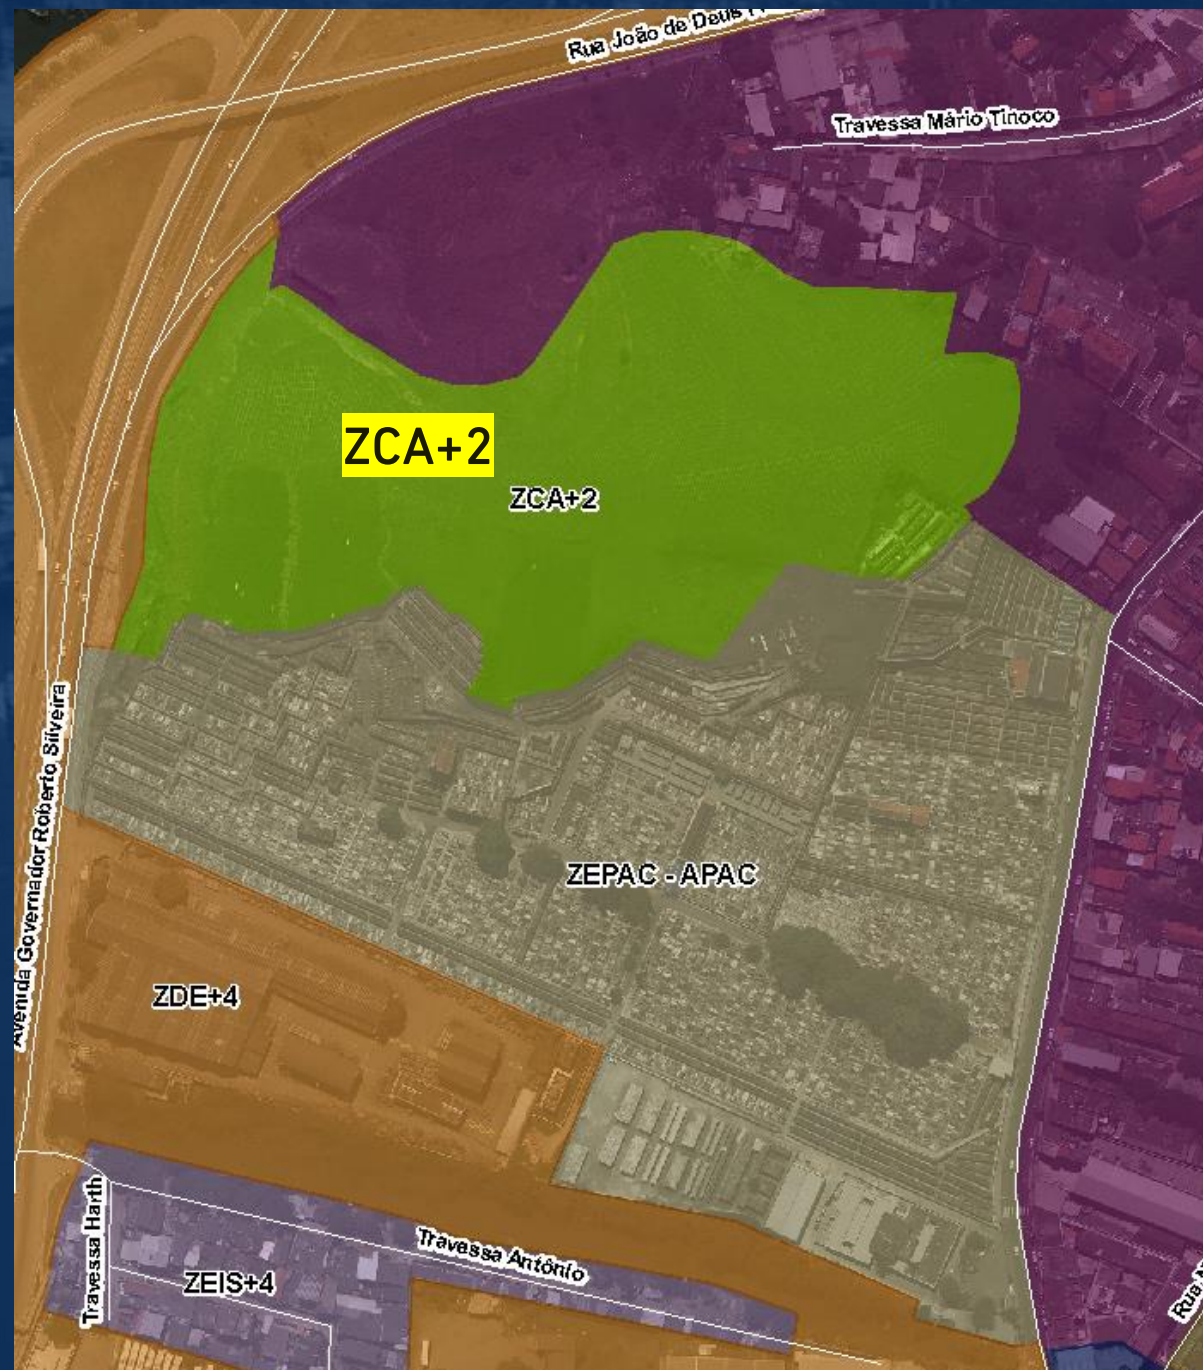 Rua João de Deus
Travessa Mário Tinoco
ZCA+2
ZCA+2
Avenida Governador Roberto Silveira
ZEPAC - APAC
ZDE+4
Travessa Harth
Travessa Antônio
ZEIS+4
Rua